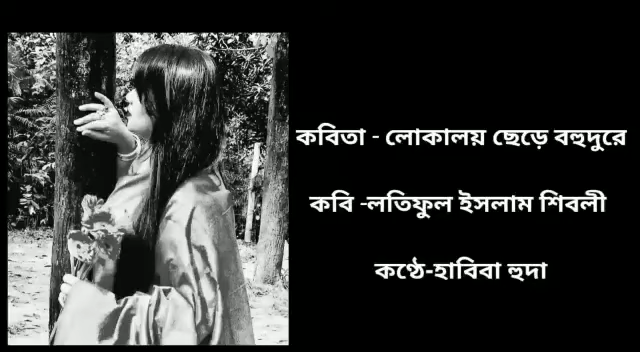 কবিতা - লোকালয় ছেড়ে বহুদুরে
কবি -লতিফুল ইসলাম শিবলী
কণ্ঠে-হাবিবা হুদা